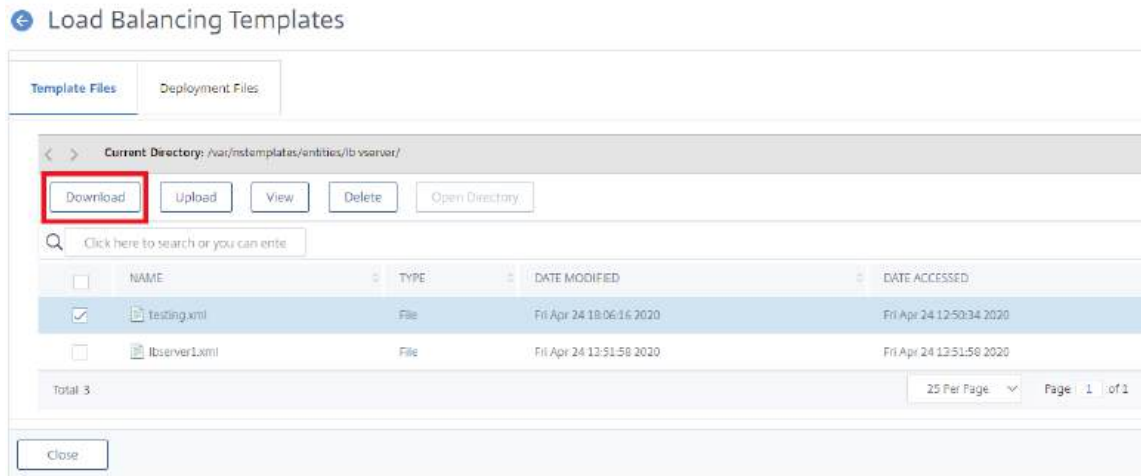 Load Balancing Templates
Template Files Deployment Files
Current Directory: /var/nstemplates/entities/lb vserver/
Download Upload View Delete Open Directory
Click here to search or you can ente
NAME TYPE DATE MODIFIED DATE ACCESSED
testing.xml File Fri Apr 24 18:06:16 2020 Fri Apr 24 12:50:34 2020
lbserver1.xml File Fri Apr 24 12:51:58 2020 Fri Apr 24 12:51:58 2020
Total 3 25 Per Page Page 1 of 1
Close